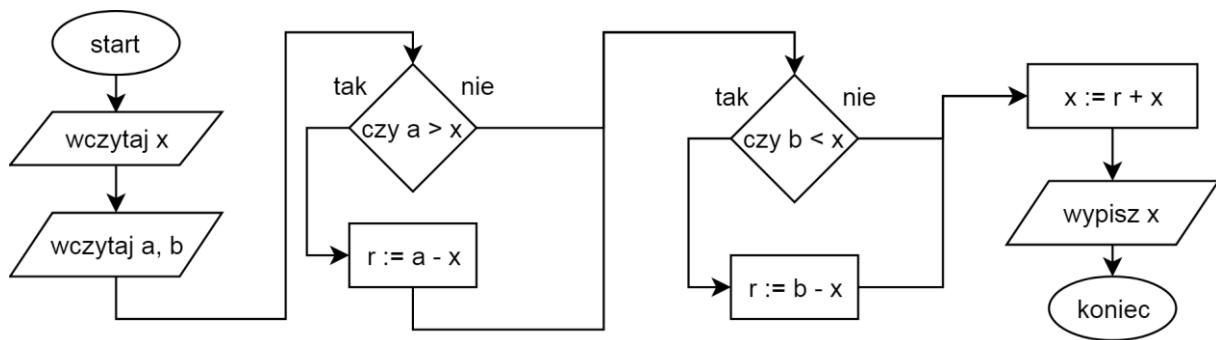 start
wczytaj x
wczytaj a, b
tak
nie
czy a > x
r := a - x
tak
nie
czy b < x
r := b - x
x := r + x
wypisz x
koniec